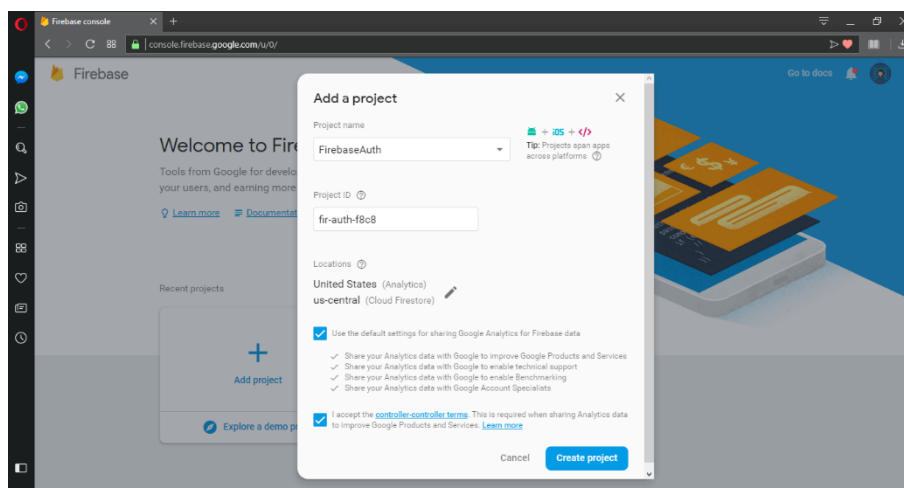 Firebase console
console.firebase.google.com/u/0/
Firebase
Go to docs
Welcome to Fire
Tools from Google for develo
your users, and earning more
Learn more
Documentat
Recent projects
Add project
Explore a demo pr
Add a project
Project name
FirebaseAuth
+ iOS + </>
Tip: Projects span apps
across platforms
Project ID
fir-auth-f8c8
Locations
United States (Analytics)
us-central (Cloud Firestore)
Use the default settings for sharing Google Analytics for Firebase data
Share your Analytics data with Google to improve Google Products and Services
Share your Analytics data with Google to enable technical support
Share your Analytics data with Google to enable Benchmarking
Share your Analytics data with Google Account Specialists
I accept the controller-controller terms. This is required when sharing Analytics data
to improve Google Products and Services. Learn more
Cancel
Create project